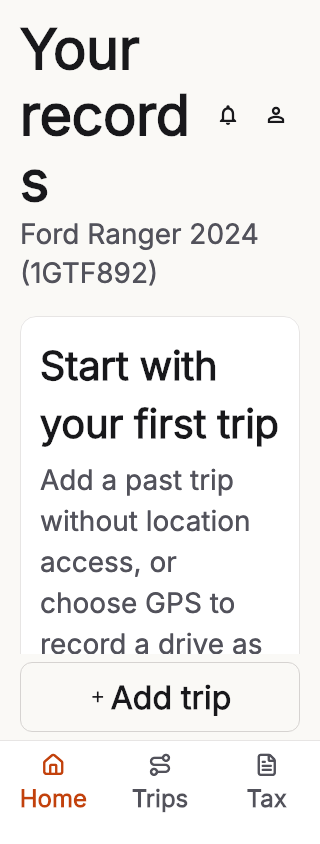 Your
record
s
Ford Ranger 2024
(1GTF892)
Start with
your first trip
Add a past trip
without location
access, or
choose GPS to
record a drive as
+ Add trip
Home
Trips
Tax